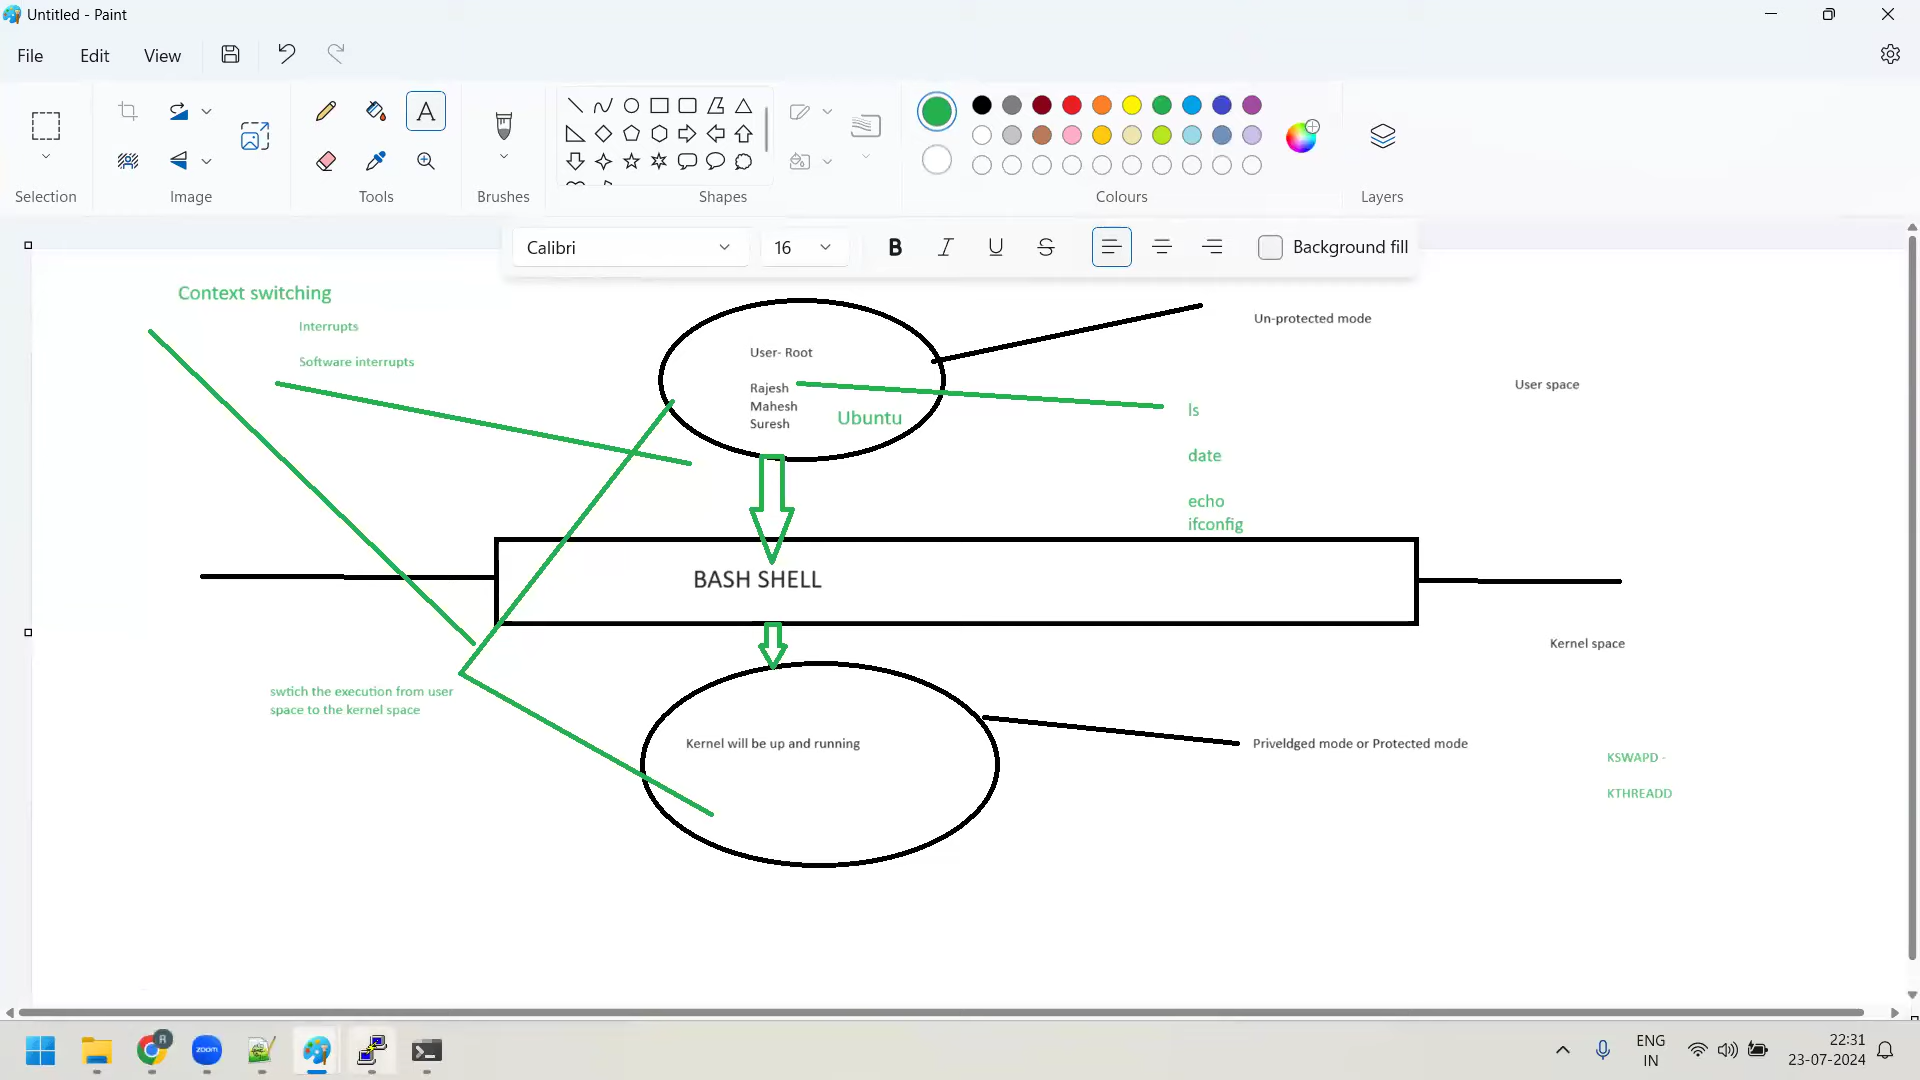 Untitled - Paint
File
Edit
View
Selection
Image
Tools
Brushes
Shapes
Colours
Layers
Calibri
16
Background fill
Context switching
Interrupts
Software interrupts
User- Root
Rajesh
Mahesh
Suresh
Ubuntu
Un-protected mode
User space
ls
date
echo
ifconfig
BASH SHELL
Kernel space
swtich the execution from user
space to the kernel space
Kernel will be up and running
Priveldged mode or Protected mode
KSWAPD -
KTHREADD
zoom
ENG
IN
22:31
23-07-2024